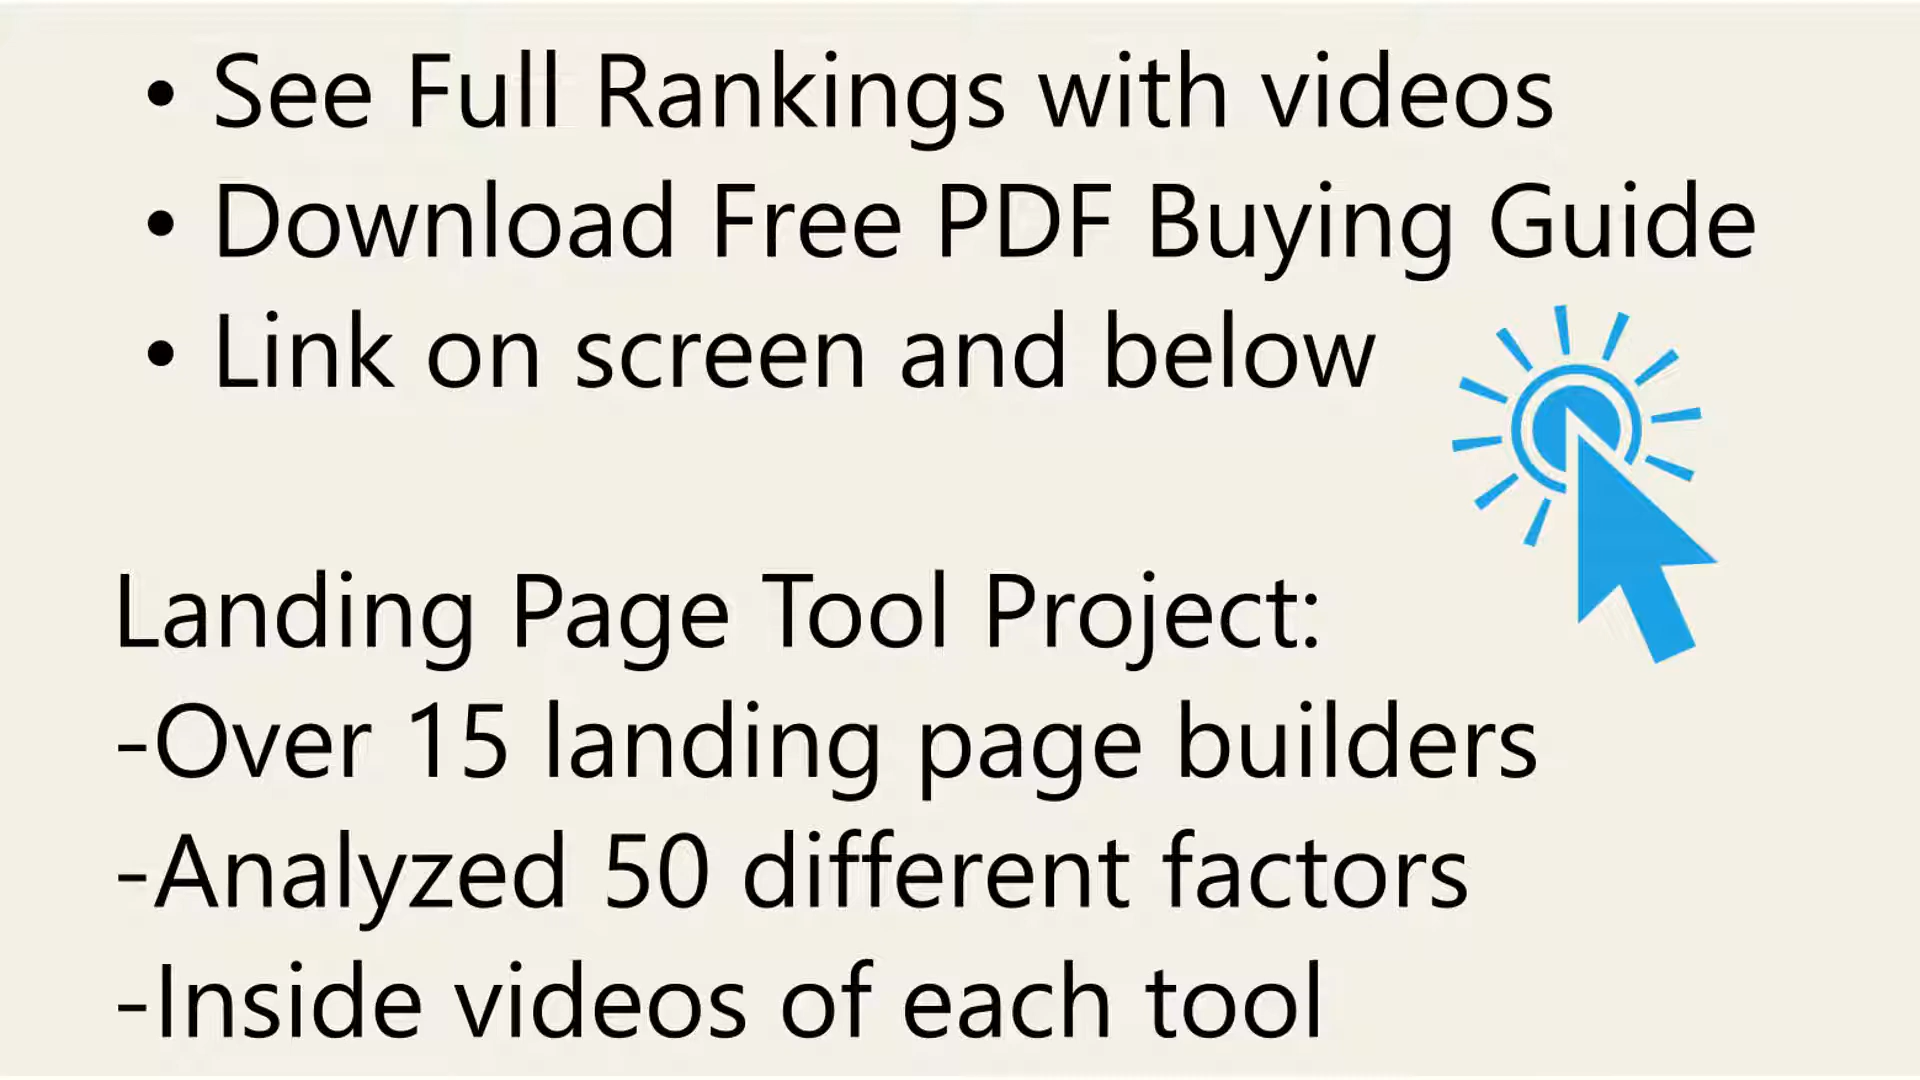 • See Full Rankings with videos
• Download Free PDF Buying Guide
• Link on screen and below
Landing Page Tool Project:
-Over 15 landing page builders
-Analyzed 50 different factors
-Inside videos of each tool